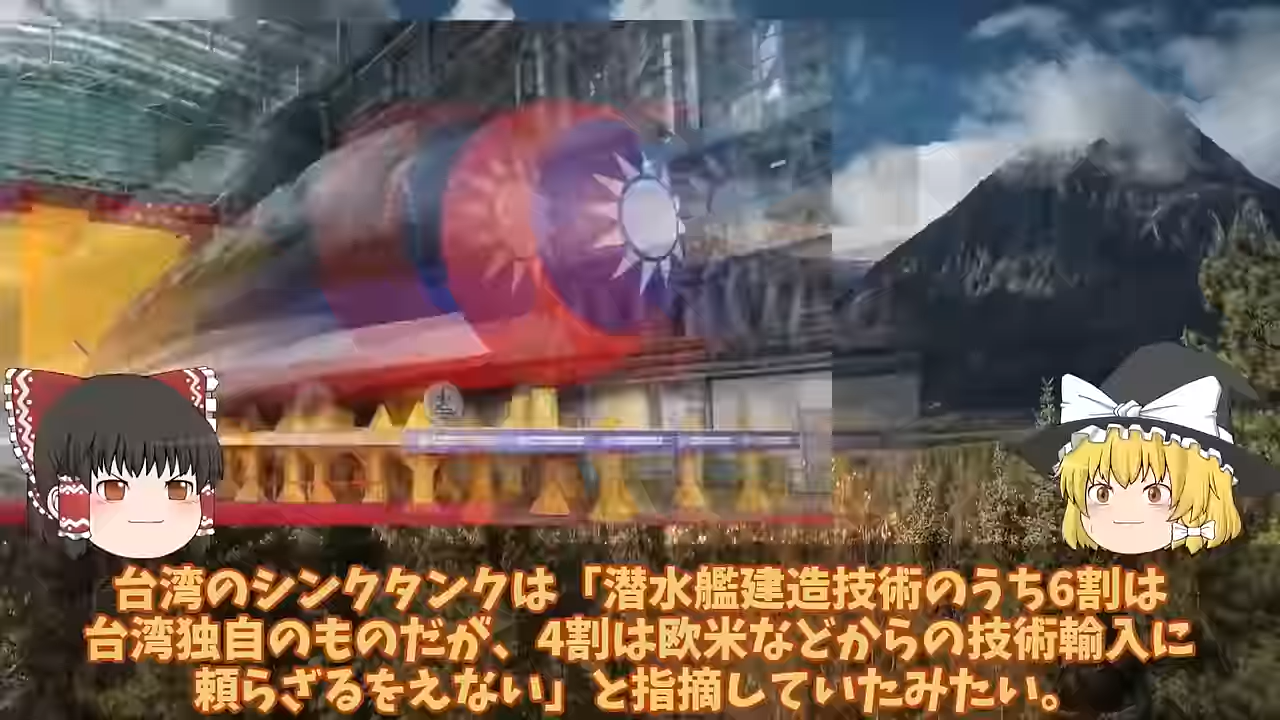 台湾のシンクタンクは「潜水艦建造技術のうち6割は
台湾独自のものだが、4割は欧米などからの技術輸入に
頼らざるをえない」と指摘していたみたい。